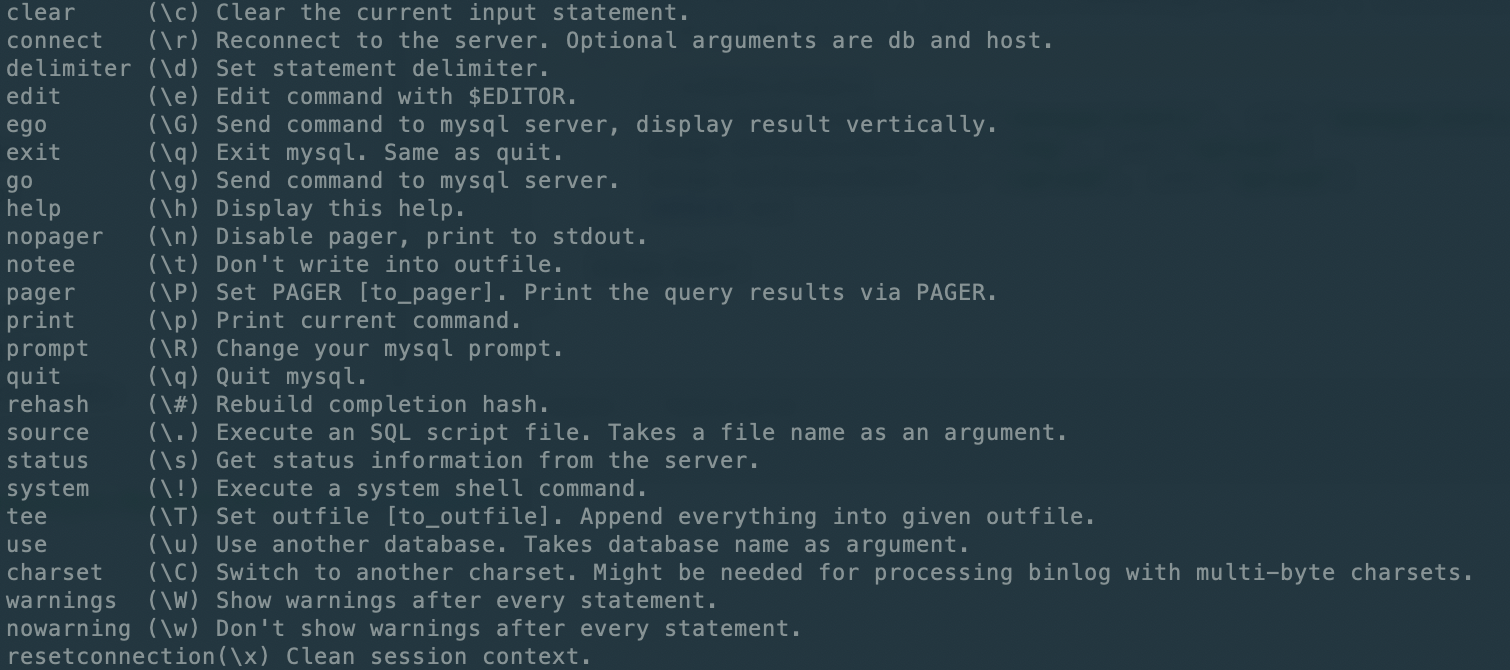 clear     (\c) Clear the current input statement.
connect   (\r) Reconnect to the server. Optional arguments are db and host.
delimiter (\d) Set statement delimiter.
edit      (\e) Edit command with $EDITOR.
ego       (\G) Send command to mysql server, display result vertically.
exit      (\q) Exit mysql. Same as quit.
go        (\g) Send command to mysql server.
help      (\h) Display this help.
nopager   (\n) Disable pager, print to stdout.
notee     (\t) Don't write into outfile.
pager     (\P) Set PAGER [to_pager]. Print the query results via PAGER.
print     (\p) Print current command.
prompt    (\R) Change your mysql prompt.
quit      (\q) Quit mysql.
rehash    (\#) Rebuild completion hash.
source    (\.) Execute an SQL script file. Takes a file name as an argument.
status    (\s) Get status information from the server.
system    (\!) Execute a system shell command.
tee       (\T) Set outfile [to_outfile]. Append everything into given outfile.
use       (\u) Use another database. Takes database name as argument.
charset   (\C) Switch to another charset. Might be needed for processing binlog with multi-byte charsets.
warnings  (\W) Show warnings after every statement.
nowarning (\w) Don't show warnings after every statement.
resetconnection(\x) Clean session context.